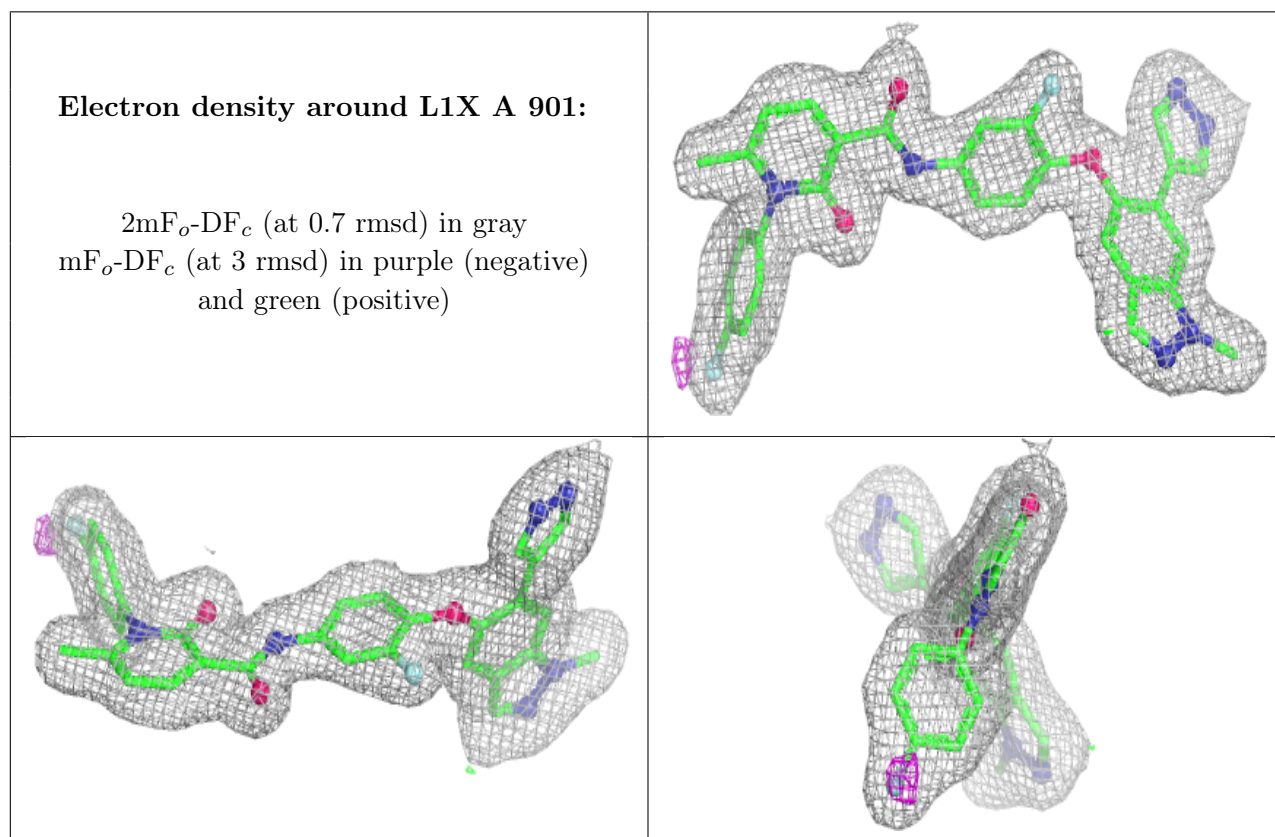 Electron density around L1X A 901:
2mFₒ-DF𝒸 (at 0.7 rmsd) in gray
mFₒ-DF𝒸 (at 3 rmsd) in purple (negative)
and green (positive)